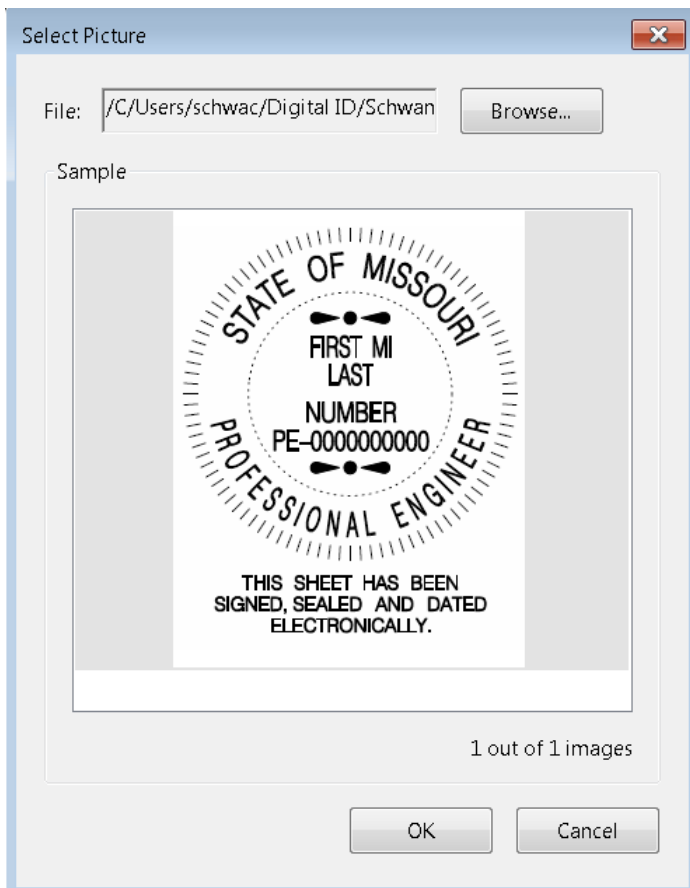 Select Picture
File: /C/Users/schwac/Digital ID/Schwan Browse...
Sample
STATE OF MISSOURI
FIRST MI
LAST
NUMBER
PE-0000000000
PROFESSIONAL ENGINEER
THIS SHEET HAS BEEN
SIGNED, SEALED AND DATED
ELECTRONICALLY.
1 out of 1 images
OK Cancel